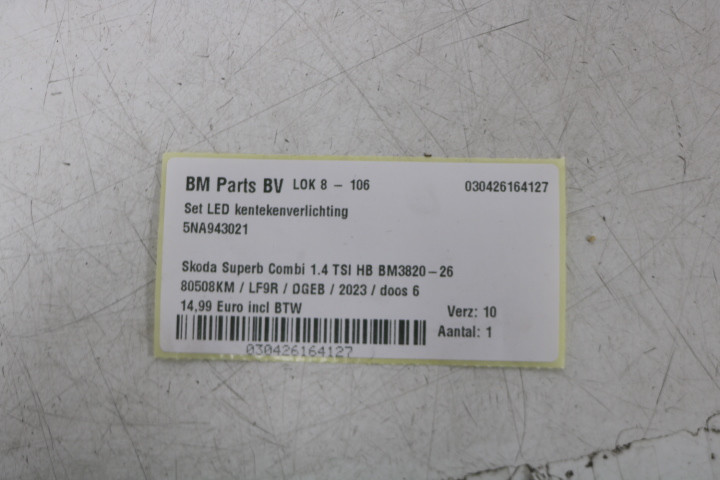 BM Parts BV LOK 8 - 106 030426164127
Set LED kentekenverlichting
5NA943021
Skoda Superb Combi 1.4 TSI HB BM3820-26
80508KM / LF9R / DGEB / 2023 / doos 6
14,99 Euro incl BTW Verz: 10
Aantal: 1
030426164127